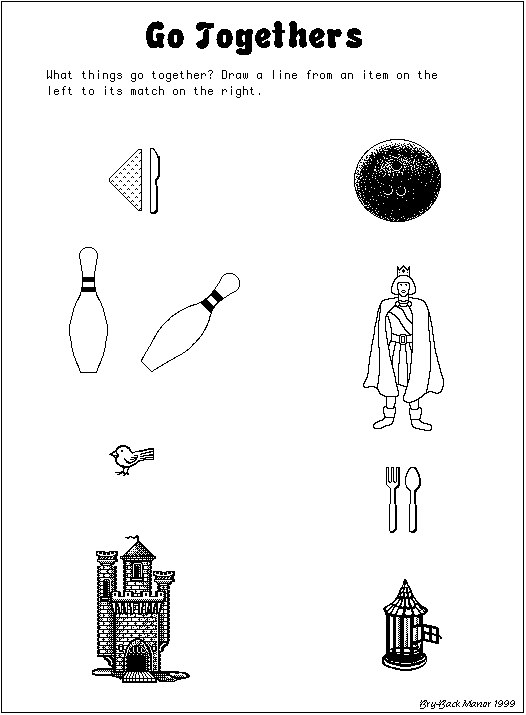 Go Togethers
What things go together? Draw a line from an item on the
left to its match on the right.
Bry-Back Manor 1999